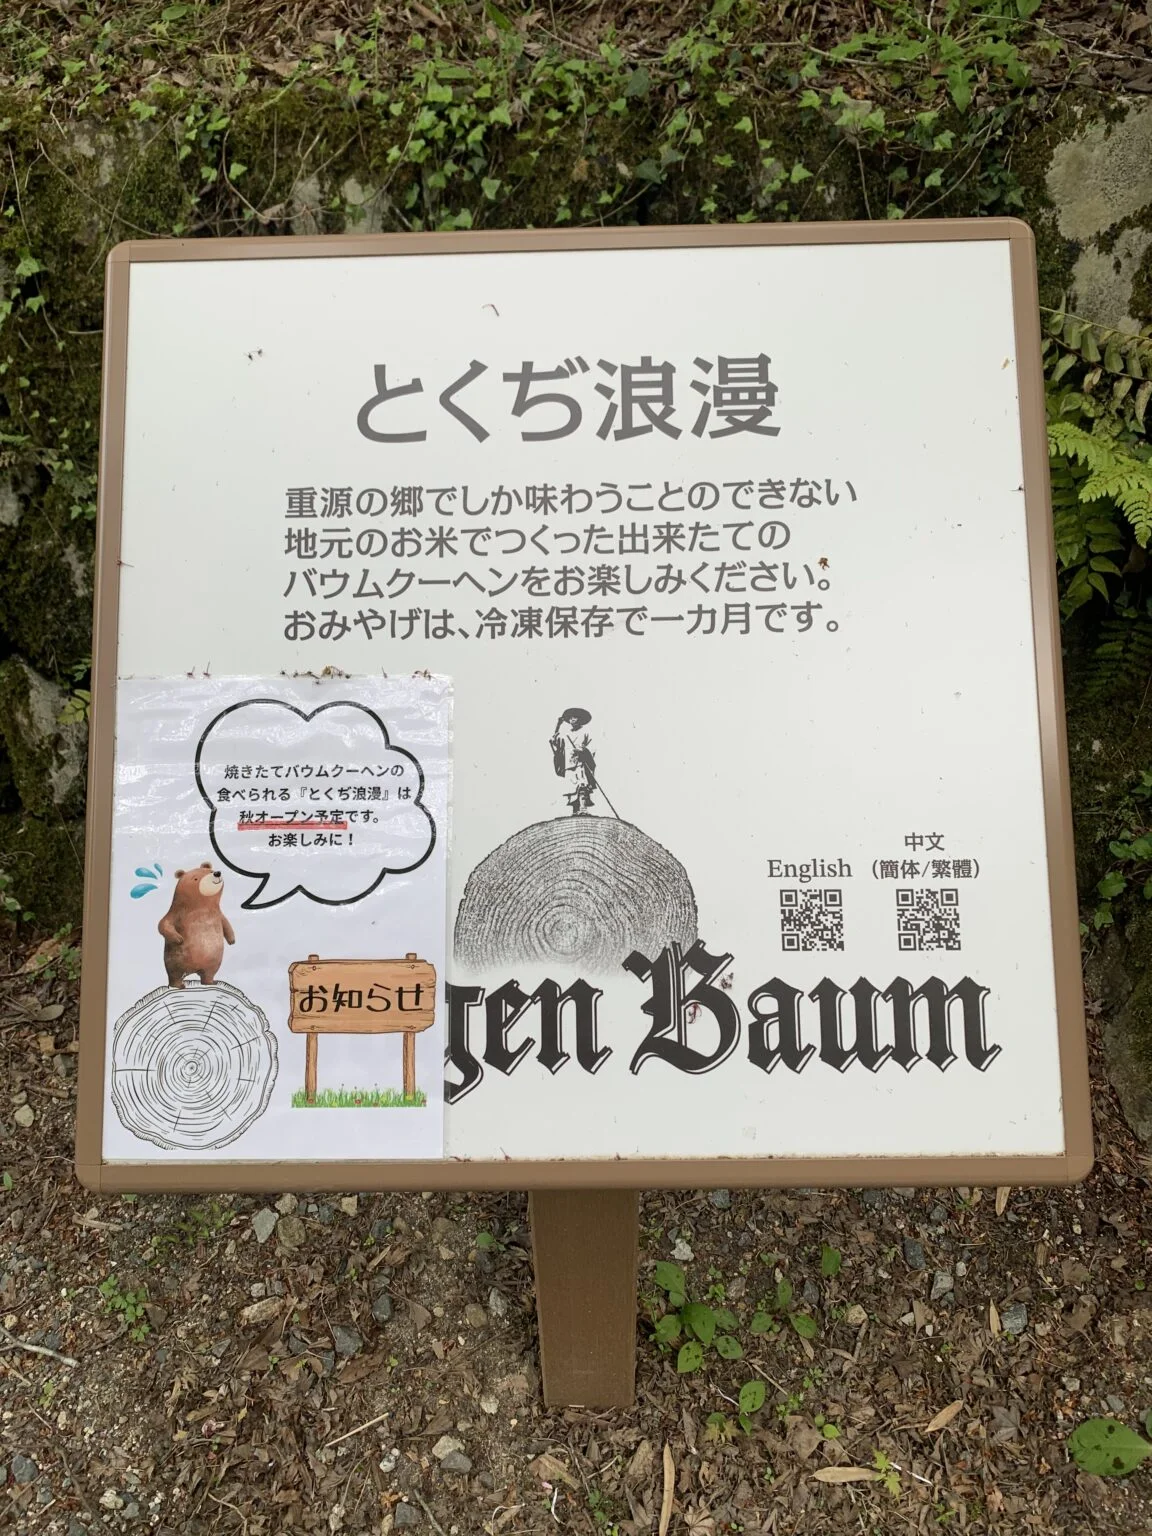 とくぢ浪漫
重源の郷でしか味わうことのできない
地元のお米でつくった出来たての
バウムクーヘンをお楽しみください。
おみやげは、冷凍保存で一カ月です。
焼きたてバウムクーヘンの
食べられる『とくぢ浪漫』は
秋オープン予定です。
お楽しみに！
お知らせ
English
中文
(簡体/繁體)
gen Baum